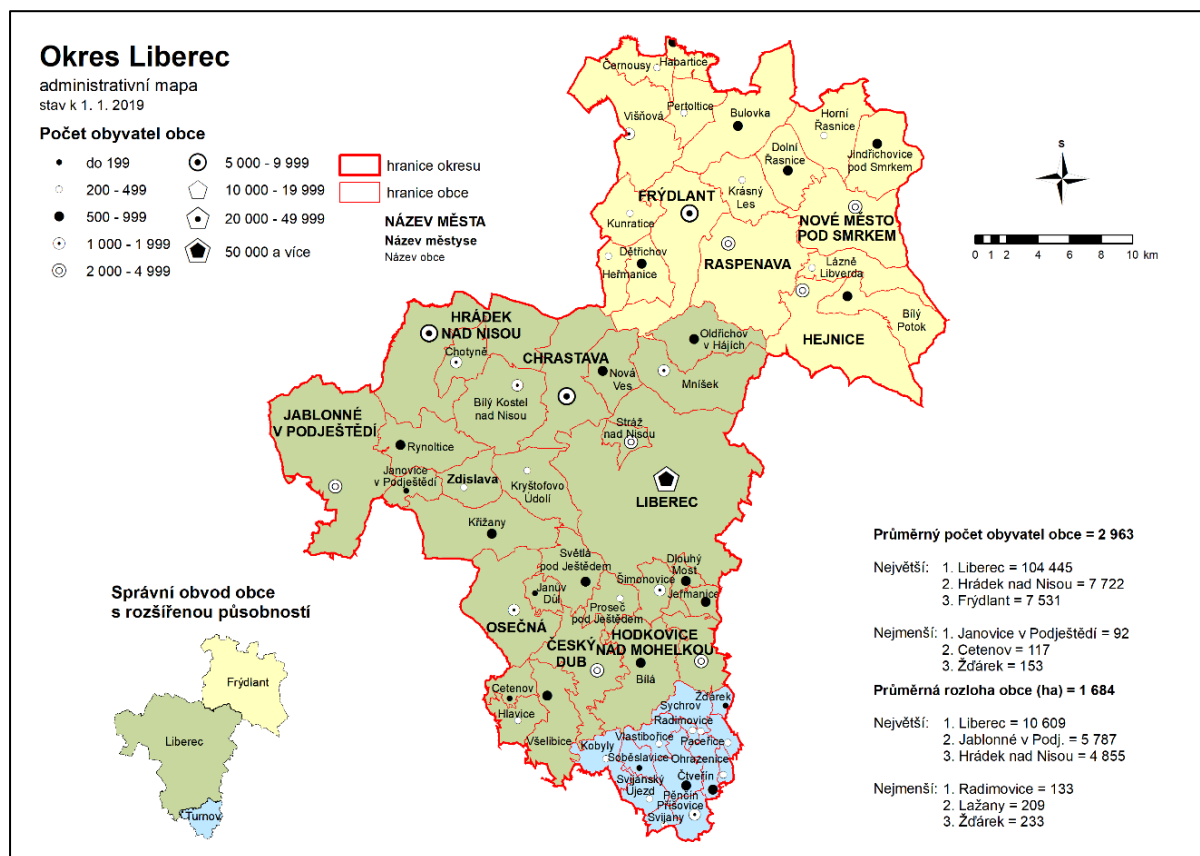 Okres Liberec
administrativní mapa
stav k 1. 1. 2019
Počet obyvatel obce
do 199
200 - 499
500 - 999
1 000 - 1 999
2 000 - 4 999
5 000 - 9 999
10 000 - 19 999
20 000 - 49 999
50 000 a více
hranice okresu
hranice obce
NÁZEV MĚSTA
Název městyse
Název obce
S
0 1 2 4 6 8 10 km
Habartice
Černousy
Pertoltice
Višňová
Bulovka
Horní
Řasnice
Dolní
Řasnice
Jindřichovice
pod Smrkem
Krásný
Les
FRÝDLANT
Kunratice
NOVÉ MĚSTO
POD SMRKEM
Dětřichov
Heřmanice
RASPENAVA
Lázně
Libverda
Bílý
Potok
HEJNICE
HRÁDEK
NAD NISOU
Chotyně
CHRASTAVA
Oldřichov
v Hájích
Nová
Ves
Mníšek
Bílý Kostel
nad Nisou
JABLONNÉ
V PODJEŠTĚDÍ
Stráž
nad Nisou
Rynoltice
Janovice
v Podještědí
Zdislava
Kryštofovo
Údolí
LIBEREC
Křižany
Světlá
pod Ještědem
Dlouhý
Most
Šimonovice
Jeřmanice
Janův
Důl
Proseč
pod Ještědem
OSEČNÁ
ČESKÝ
DUB
HODKOVICE
NAD MOHELKOU
Bílá
Cetenov
Hlavice
Všelibice
Žďárek
Sychrov
Radimovice
Vlastibořice
Paceřice
Kobyly
Soběslavice
Ohrazenice
Svijanský
Újezd
Čtveřín
Pěnčín
Příšovice
Svijany
Průměrný počet obyvatel obce = 2 963
Největší: 1. Liberec = 104 445
2. Hrádek nad Nisou = 7 722
3. Frýdlant = 7 531
Nejmenší: 1. Janovice v Podještědí = 92
2. Cetenov = 117
3. Žďárek = 153
Průměrná rozloha obce (ha) = 1 684
Největší: 1. Liberec = 10 609
2. Jablonné v Podj. = 5 787
3. Hrádek nad Nisou = 4 855
Nejmenší: 1. Radimovice = 133
2. Lažany = 209
3. Žďárek = 233
Správní obvod obce
s rozšířenou působností
Frýdlant
Liberec
Turnov